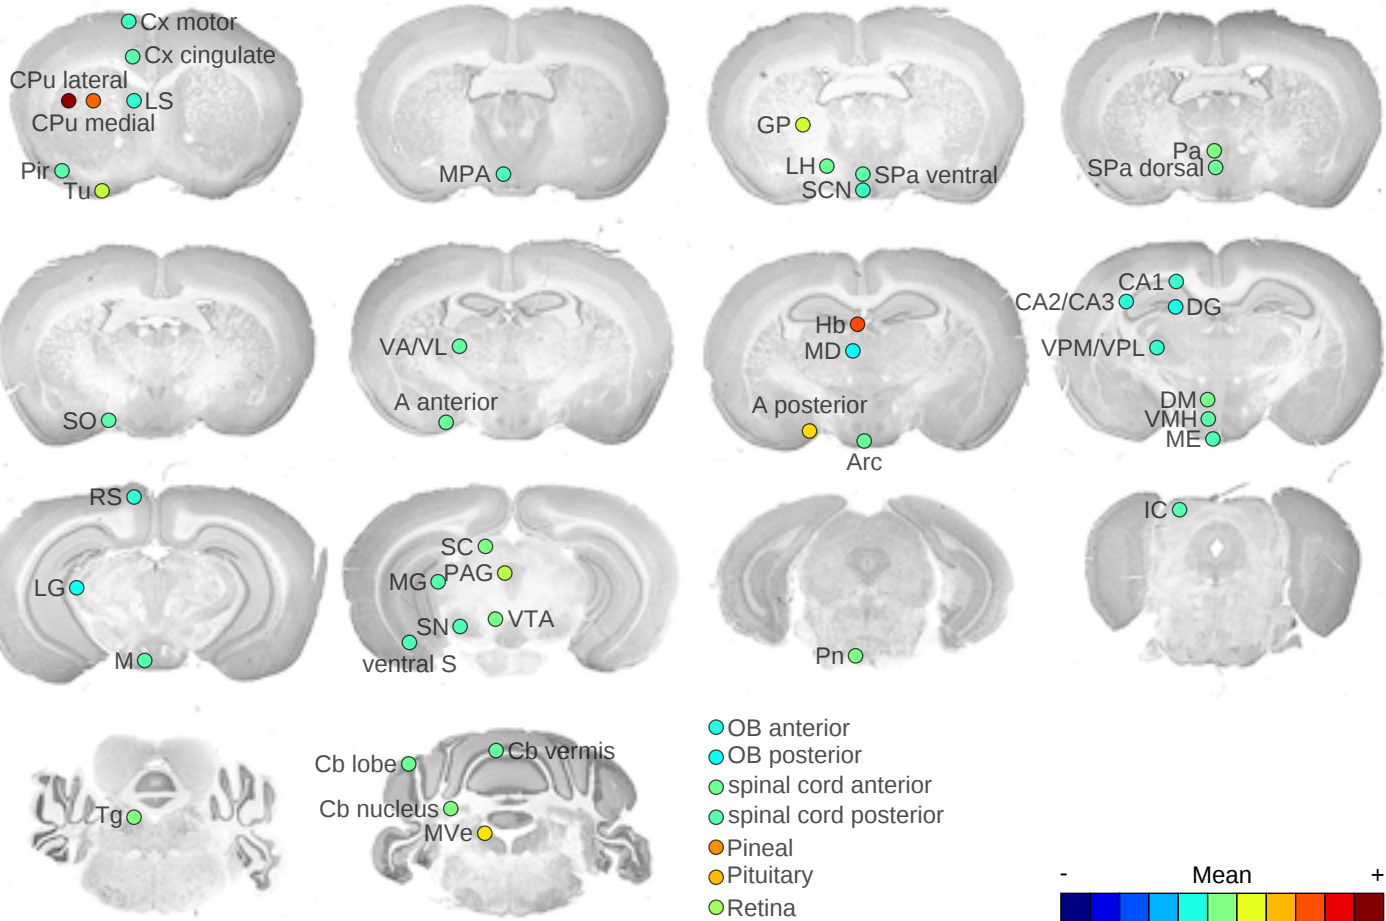 Cx motor
Cx cingulate
CPu lateral
LS
CPu medial
Pir
Tu
MPA
GP
LH
SPa ventral
SCN
Pa
SPa dorsal
SO
VA/VL
A anterior
Hb
MD
A posterior
Arc
CA1
CA2/CA3
DG
VPM/VPL
DM
VMH
ME
RS
LG
M
SC
MG
PAG
SN
VTA
ventral S
Pn
IC
Tg
Cb lobe
Cb vermis
Cb nucleus
MVe
OB anterior
OB posterior
spinal cord anterior
spinal cord posterior
Pineal
Pituitary
Retina
- Mean +